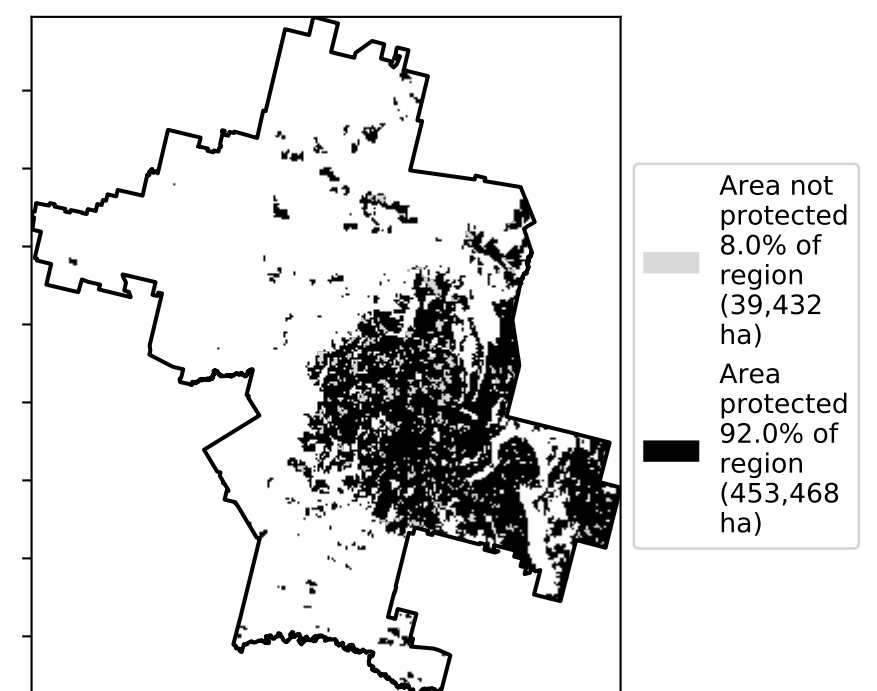 Area not
protected
8.0% of
region
(39,432
ha)
Area
protected
92.0% of
region
(453,468
ha)